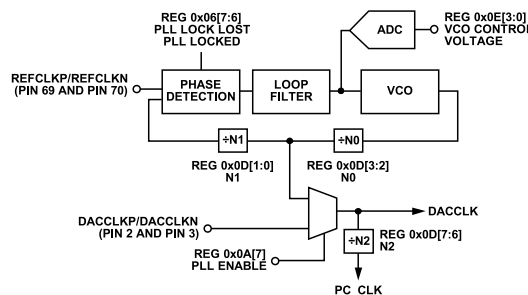 REG 0x06[7:6]
PLL LOCK LOST
PLL LOCKED
ADC
REG 0x0E[3:0]
VCO CONTROL
VOLTAGE
REFCLKP/REFCLKN
(PIN 69 AND PIN 70)
PHASE
DETECTION
LOOP
FILTER
VCO
÷N1
÷N0
REG 0x0D[1:0]
N1
REG 0x0D[3:2]
N0
DACCLKP/DACCLKN
(PIN 2 AND PIN 3)
DACCLK
REG 0x0A[7]
PLL ENABLE
÷N2
REG 0x0D[7:6]
N2
PC_CLK